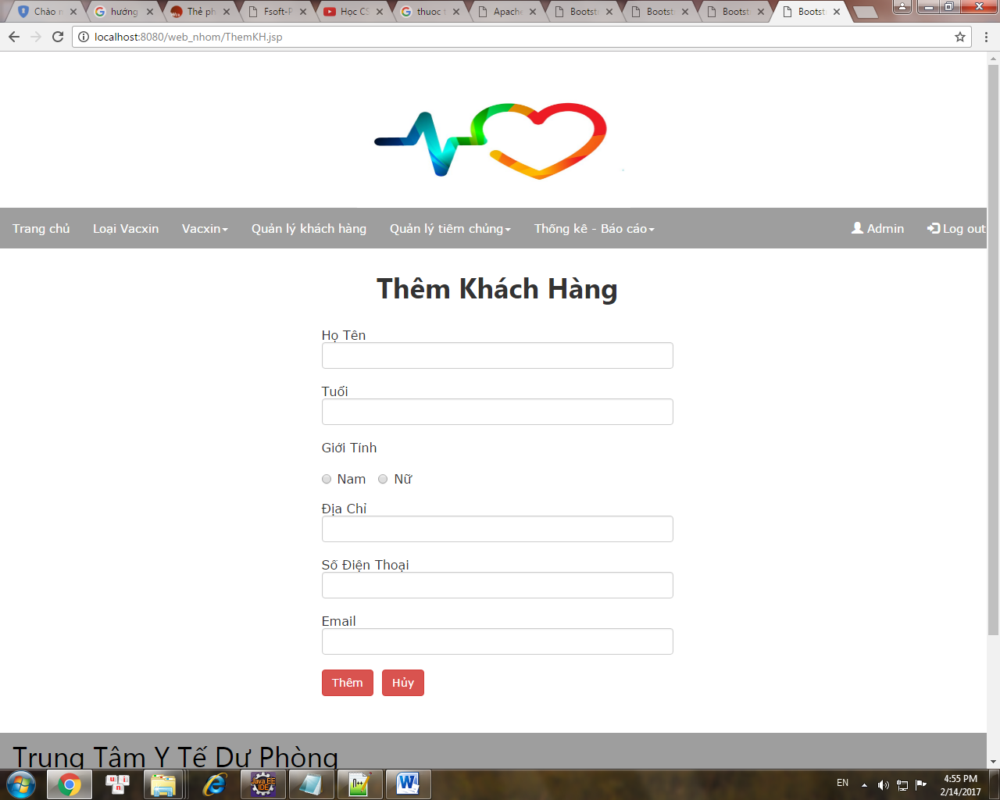 Chào n hướng Thẻ ph Fsoft-P Học CS thuoc t Apache Bootst Bootst Bootst Bootst
localhost:8080/web_nhom/ThemKH.jsp
Trang chủ Loại Vacxin Vacxin Quản lý khách hàng Quản lý tiêm chủng Thống kê - Báo cáo Admin Log out
Thêm Khách Hàng
Họ Tên
Tuổi
Giới Tính
Nam Nữ
Địa Chỉ
Số Điện Thoại
Email
Thêm Hủy
Trung Tâm Y Tế Dự Phòng
EN 4:55 PM
2/14/2017